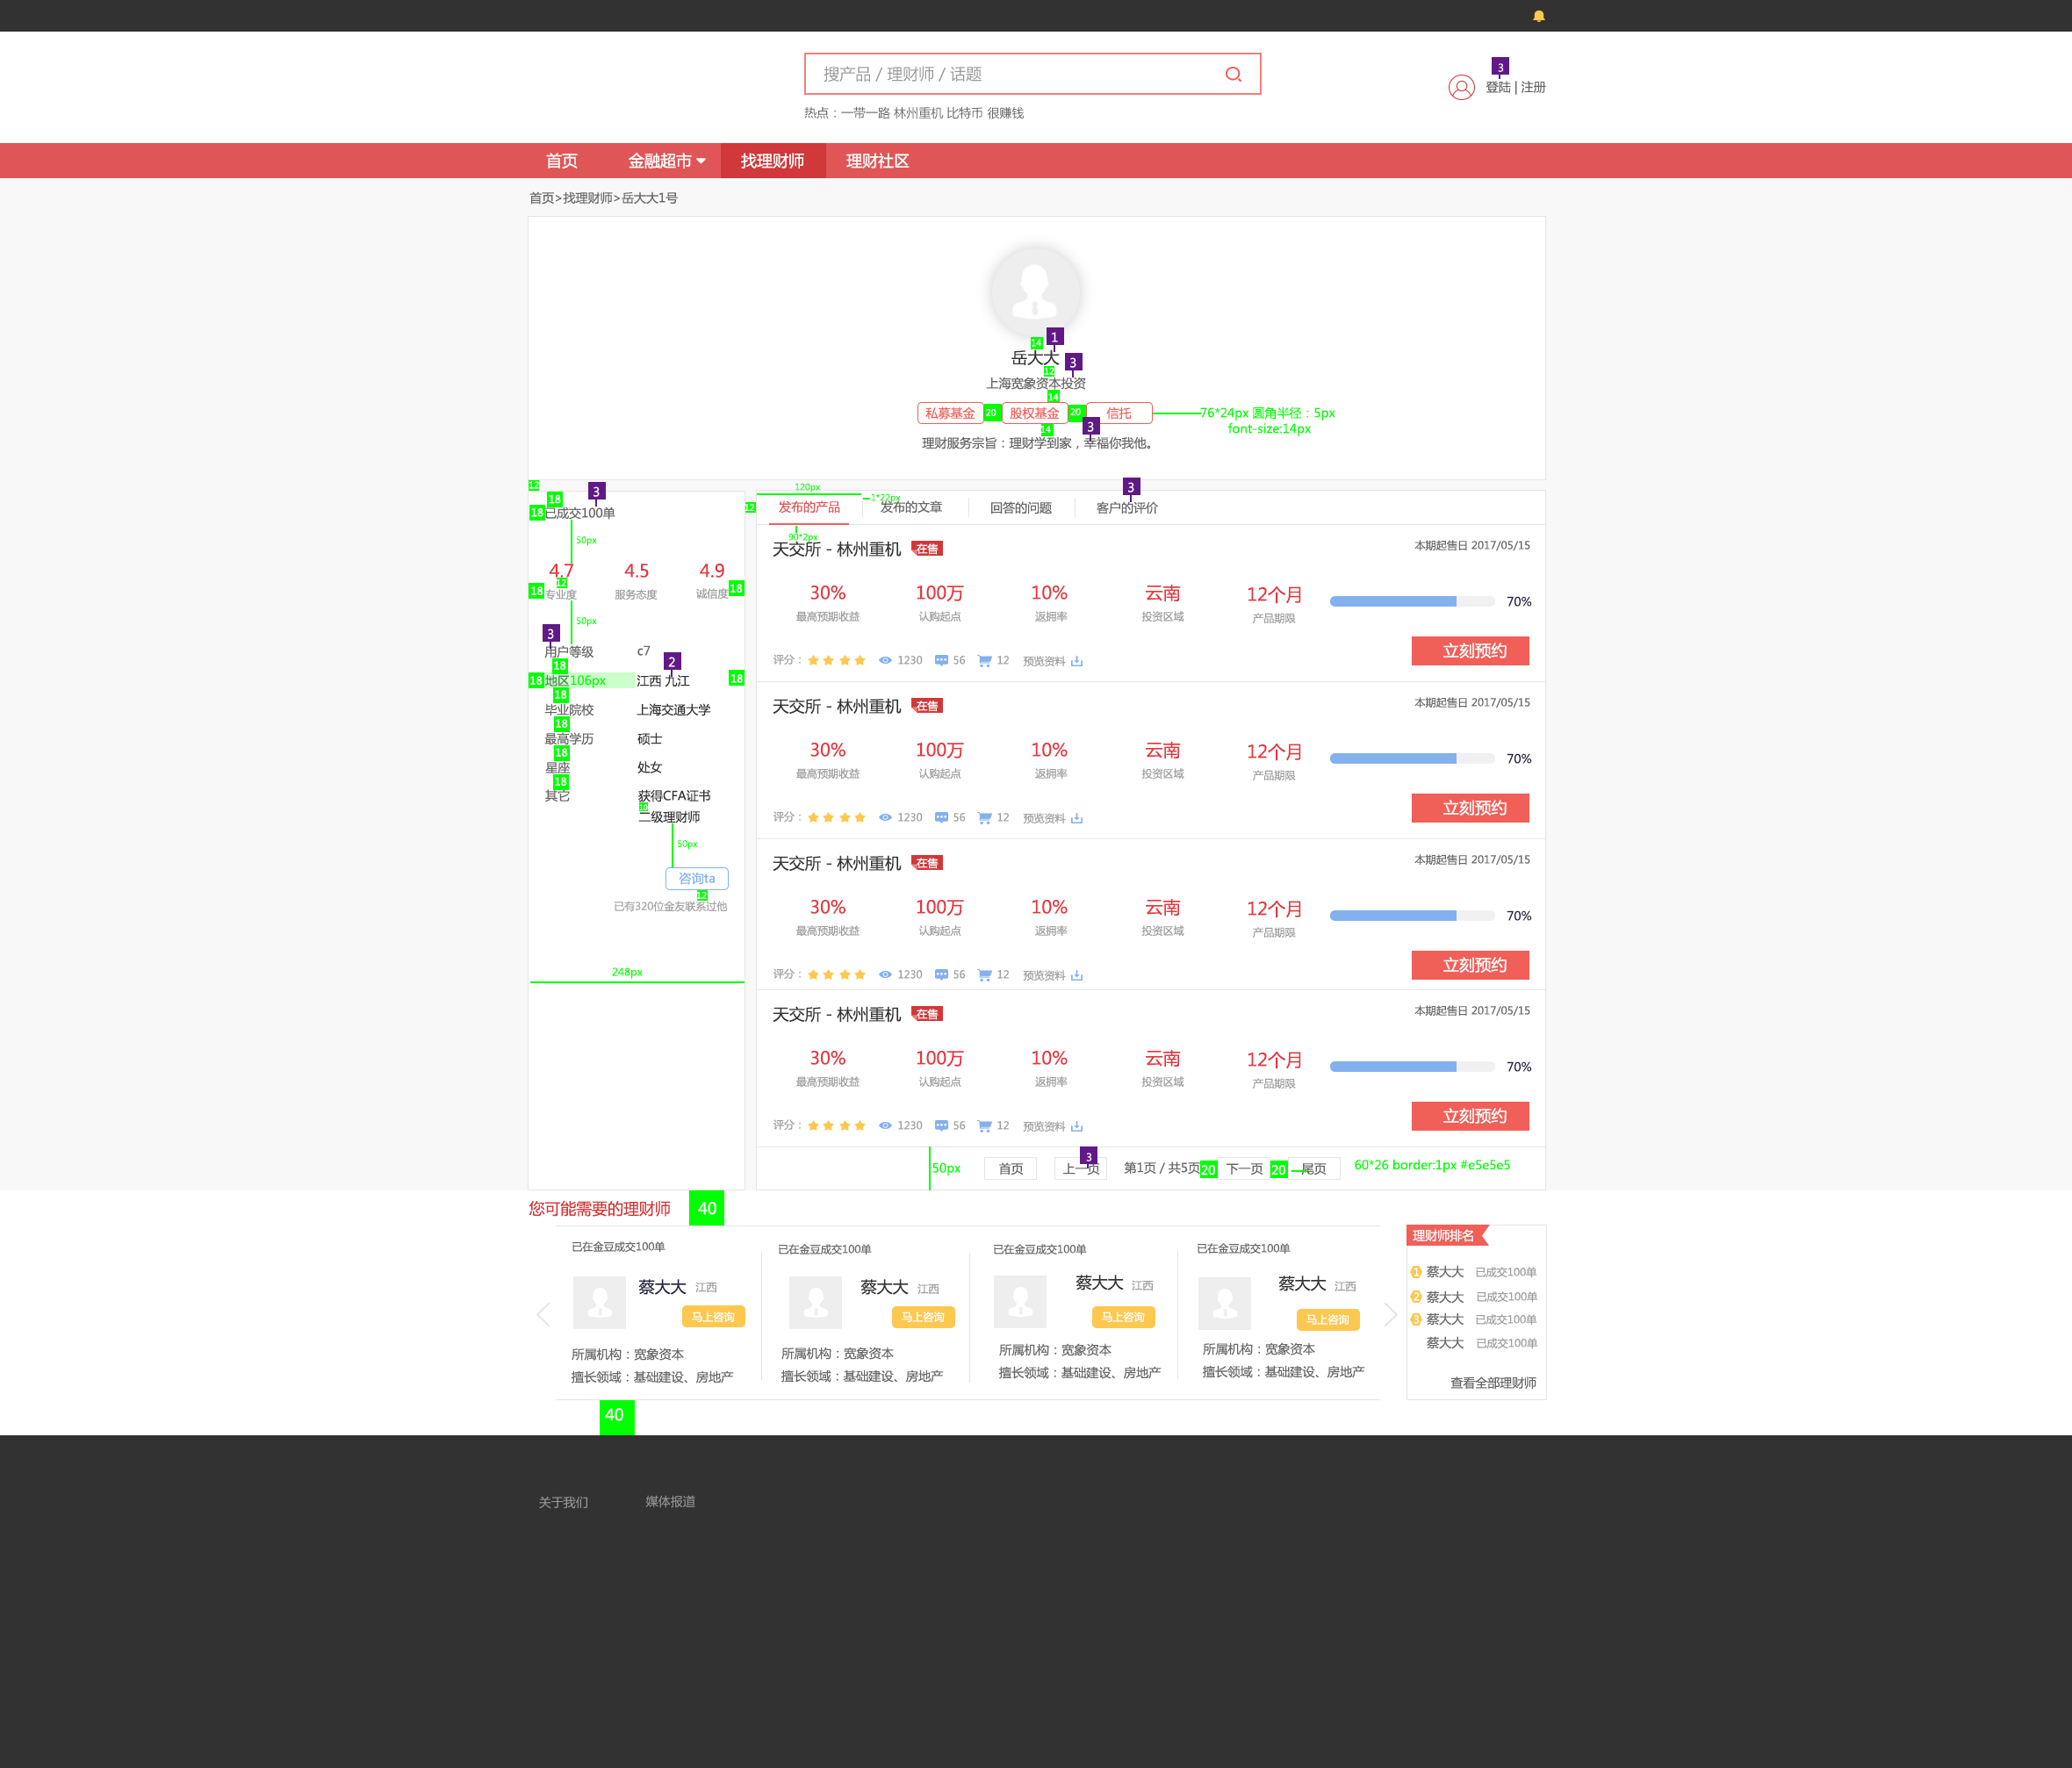 搜产品 / 理财师 / 话题
3
登陆 | 注册
热点：一带一路 林州重机 比特币 很赚钱
首页 金融超市 找理财师 理财社区
首页>找理财师>岳大大1号
1
14
岳大大
3
12
上海宽象资本投资
14
私募基金 20 股权基金 20 信托 76*24px 圆角半径：5px
font-size:14px
14 3
理财服务宗旨：理财学到家，幸福你我他。
12
18 3
18 已成交100单
50px
4.7 4.5 4.9
12
18 专业度 服务态度 诚信度 18
50px
3
用户等级 c7
18 2
18 地区106px 江西 九江 18
18
毕业院校 上海交通大学
18
最高学历 硕士
18
星座 处女
18
其它 获得CFA证书
二级理财师
50px
咨询ta
12
已有320位金友联系过他
248px
120px 3
12 发布的产品 1*22px 发布的文章 回答的问题 客户的评价
90*2px
天交所 - 林州重机 在售 本期起售日 2017/05/15
30% 100万 10% 云南 12个月 70%
最高预期收益 认购起点 返拥率 投资区域 产品期限
立刻预约
评分： 1230 56 12 预览资料
天交所 - 林州重机 在售 本期起售日 2017/05/15
30% 100万 10% 云南 12个月 70%
最高预期收益 认购起点 返拥率 投资区域 产品期限
立刻预约
评分： 1230 56 12 预览资料
天交所 - 林州重机 在售 本期起售日 2017/05/15
30% 100万 10% 云南 12个月 70%
最高预期收益 认购起点 返拥率 投资区域 产品期限
立刻预约
评分： 1230 56 12 预览资料
天交所 - 林州重机 在售 本期起售日 2017/05/15
30% 100万 10% 云南 12个月 70%
最高预期收益 认购起点 返拥率 投资区域 产品期限
立刻预约
评分： 1230 56 12 预览资料
3
50px 首页 上一页 第1页 / 共5页 20 下一页 20 尾页 60*26 border:1px #e5e5e5
您可能需要的理财师 40
已在金豆成交100单
蔡大大 江西
马上咨询
所属机构：宽象资本
擅长领域：基础建设、房地产
已在金豆成交100单
蔡大大 江西
马上咨询
所属机构：宽象资本
擅长领域：基础建设、房地产
已在金豆成交100单
蔡大大 江西
马上咨询
所属机构：宽象资本
擅长领域：基础建设、房地产
已在金豆成交100单
蔡大大 江西
马上咨询
所属机构：宽象资本
擅长领域：基础建设、房地产
理财师排名
1 蔡大大 已成交100单
2 蔡大大 已成交100单
3 蔡大大 已成交100单
蔡大大 已成交100单
查看全部理财师
40
关于我们 媒体报道